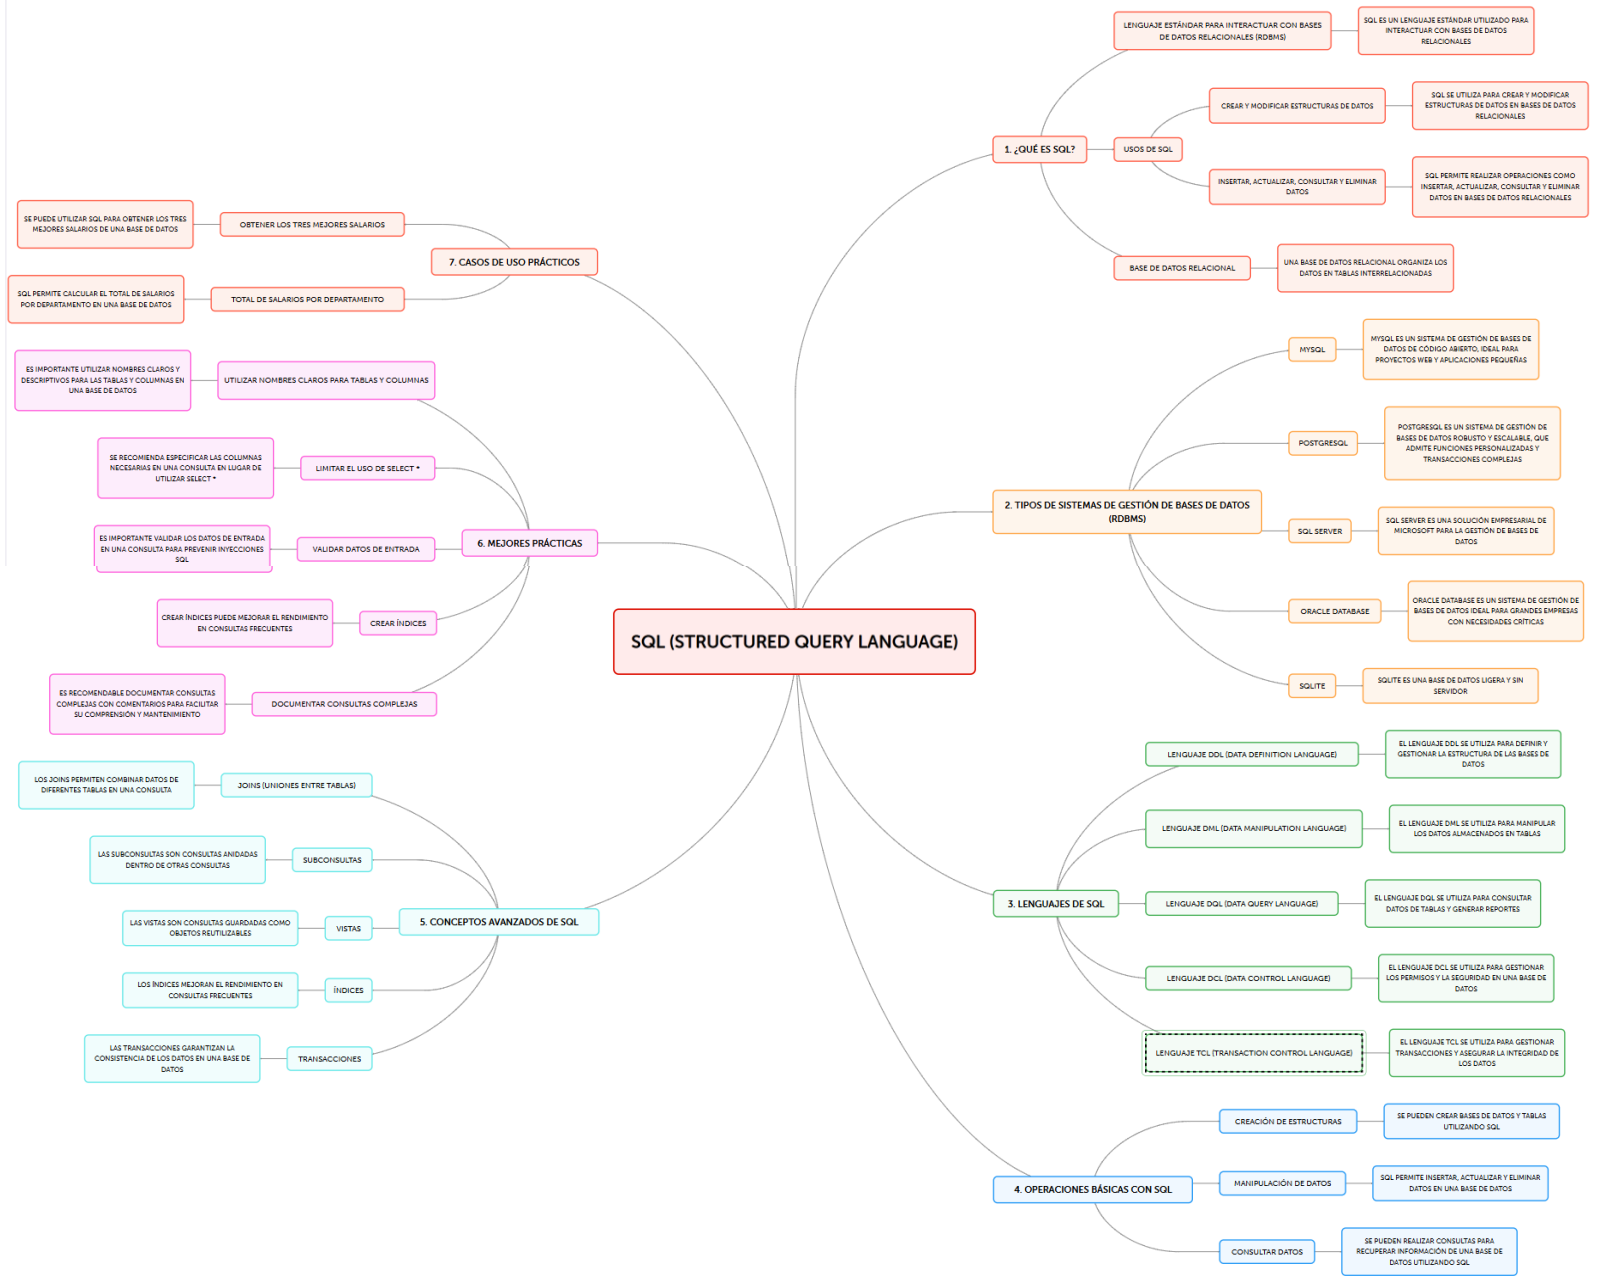 SQL (STRUCTURED QUERY LANGUAGE)
1. ¿QUÉ ES SQL?
LENGUAJE ESTÁNDAR PARA INTERACTUAR CON BASES
DE DATOS RELACIONALES (RDBMS)
SQL ES UN LENGUAJE ESTÁNDAR UTILIZADO PARA
INTERACTUAR CON BASES DE DATOS
RELACIONALES
USOS DE SQL
CREAR Y MODIFICAR ESTRUCTURAS DE DATOS
SQL SE UTILIZA PARA CREAR Y MODIFICAR
ESTRUCTURAS DE DATOS EN BASES DE DATOS
RELACIONALES
INSERTAR, ACTUALIZAR, CONSULTAR Y ELIMINAR
DATOS
SQL PERMITE REALIZAR OPERACIONES COMO
INSERTAR, ACTUALIZAR, CONSULTAR Y ELIMINAR
DATOS EN BASES DE DATOS RELACIONALES
BASE DE DATOS RELACIONAL
UNA BASE DE DATOS RELACIONAL ORGANIZA LOS
DATOS EN TABLAS INTERRELACIONADAS
2. TIPOS DE SISTEMAS DE GESTIÓN DE BASES DE DATOS
(RDBMS)
MYSQL
MYSQL ES UN SISTEMA DE GESTIÓN DE BASES DE
DATOS DE CÓDIGO ABIERTO, IDEAL PARA
PROYECTOS WEB Y APLICACIONES PEQUEÑAS
POSTGRESQL
POSTGRESQL ES UN SISTEMA DE GESTIÓN DE
BASES DE DATOS ROBUSTO Y ESCALABLE, QUE
ADMITE FUNCIONES PERSONALIZADAS Y
TRANSACCIONES COMPLEJAS
SQL SERVER
SQL SERVER ES UNA SOLUCIÓN EMPRESARIAL DE
MICROSOFT PARA LA GESTIÓN DE BASES DE
DATOS
ORACLE DATABASE
ORACLE DATABASE ES UN SISTEMA DE GESTIÓN DE
BASES DE DATOS IDEAL PARA GRANDES EMPRESAS
CON NECESIDADES CRÍTICAS
SQLITE
SQLITE ES UNA BASE DE DATOS LIGERA Y SIN
SERVIDOR
3. LENGUAJES DE SQL
LENGUAJE DDL (DATA DEFINITION LANGUAGE)
EL LENGUAJE DDL SE UTILIZA PARA DEFINIR Y
GESTIONAR LA ESTRUCTURA DE LAS BASES DE
DATOS
LENGUAJE DML (DATA MANIPULATION LANGUAGE)
EL LENGUAJE DML SE UTILIZA PARA MANIPULAR
LOS DATOS ALMACENADOS EN TABLAS
LENGUAJE DQL (DATA QUERY LANGUAGE)
EL LENGUAJE DQL SE UTILIZA PARA CONSULTAR
DATOS DE TABLAS Y GENERAR REPORTES
LENGUAJE DCL (DATA CONTROL LANGUAGE)
EL LENGUAJE DCL SE UTILIZA PARA GESTIONAR
LOS PERMISOS Y LA SEGURIDAD EN UNA BASE DE
DATOS
LENGUAJE TCL (TRANSACTION CONTROL LANGUAGE)
EL LENGUAJE TCL SE UTILIZA PARA GESTIONAR
TRANSACCIONES Y ASEGURAR LA INTEGRIDAD DE
LOS DATOS
4. OPERACIONES BÁSICAS CON SQL
CREACIÓN DE ESTRUCTURAS
SE PUEDEN CREAR BASES DE DATOS Y TABLAS
UTILIZANDO SQL
MANIPULACIÓN DE DATOS
SQL PERMITE INSERTAR, ACTUALIZAR Y ELIMINAR
DATOS EN UNA BASE DE DATOS
CONSULTAR DATOS
SE PUEDEN REALIZAR CONSULTAS PARA
RECUPERAR INFORMACIÓN DE UNA BASE DE
DATOS UTILIZANDO SQL
5. CONCEPTOS AVANZADOS DE SQL
JOINS (UNIONES ENTRE TABLAS)
LOS JOINS PERMITEN COMBINAR DATOS DE
DIFERENTES TABLAS EN UNA CONSULTA
SUBCONSULTAS
LAS SUBCONSULTAS SON CONSULTAS ANIDADAS
DENTRO DE OTRAS CONSULTAS
VISTAS
LAS VISTAS SON CONSULTAS GUARDADAS COMO
OBJETOS REUTILIZABLES
ÍNDICES
LOS ÍNDICES MEJORAN EL RENDIMIENTO EN
CONSULTAS FRECUENTES
TRANSACCIONES
LAS TRANSACCIONES GARANTIZAN LA
CONSISTENCIA DE LOS DATOS EN UNA BASE DE
DATOS
6. MEJORES PRÁCTICAS
UTILIZAR NOMBRES CLAROS PARA TABLAS Y COLUMNAS
ES IMPORTANTE UTILIZAR NOMBRES CLAROS Y
DESCRIPTIVOS PARA LAS TABLAS Y COLUMNAS EN
UNA BASE DE DATOS
LIMITAR EL USO DE SELECT *
SE RECOMIENDA ESPECIFICAR LAS COLUMNAS
NECESARIAS EN UNA CONSULTA EN LUGAR DE
UTILIZAR SELECT *
VALIDAR DATOS DE ENTRADA
ES IMPORTANTE VALIDAR LOS DATOS DE ENTRADA
EN UNA CONSULTA PARA PREVENIR INYECCIONES
SQL
CREAR ÍNDICES
CREAR ÍNDICES PUEDE MEJORAR EL RENDIMIENTO
EN CONSULTAS FRECUENTES
DOCUMENTAR CONSULTAS COMPLEJAS
ES RECOMENDABLE DOCUMENTAR CONSULTAS
COMPLEJAS CON COMENTARIOS PARA FACILITAR
SU COMPRENSIÓN Y MANTENIMIENTO
7. CASOS DE USO PRÁCTICOS
OBTENER LOS TRES MEJORES SALARIOS
SE PUEDE UTILIZAR SQL PARA OBTENER LOS TRES
MEJORES SALARIOS DE UNA BASE DE DATOS
TOTAL DE SALARIOS POR DEPARTAMENTO
SQL PERMITE CALCULAR EL TOTAL DE SALARIOS
POR DEPARTAMENTO EN UNA BASE DE DATOS